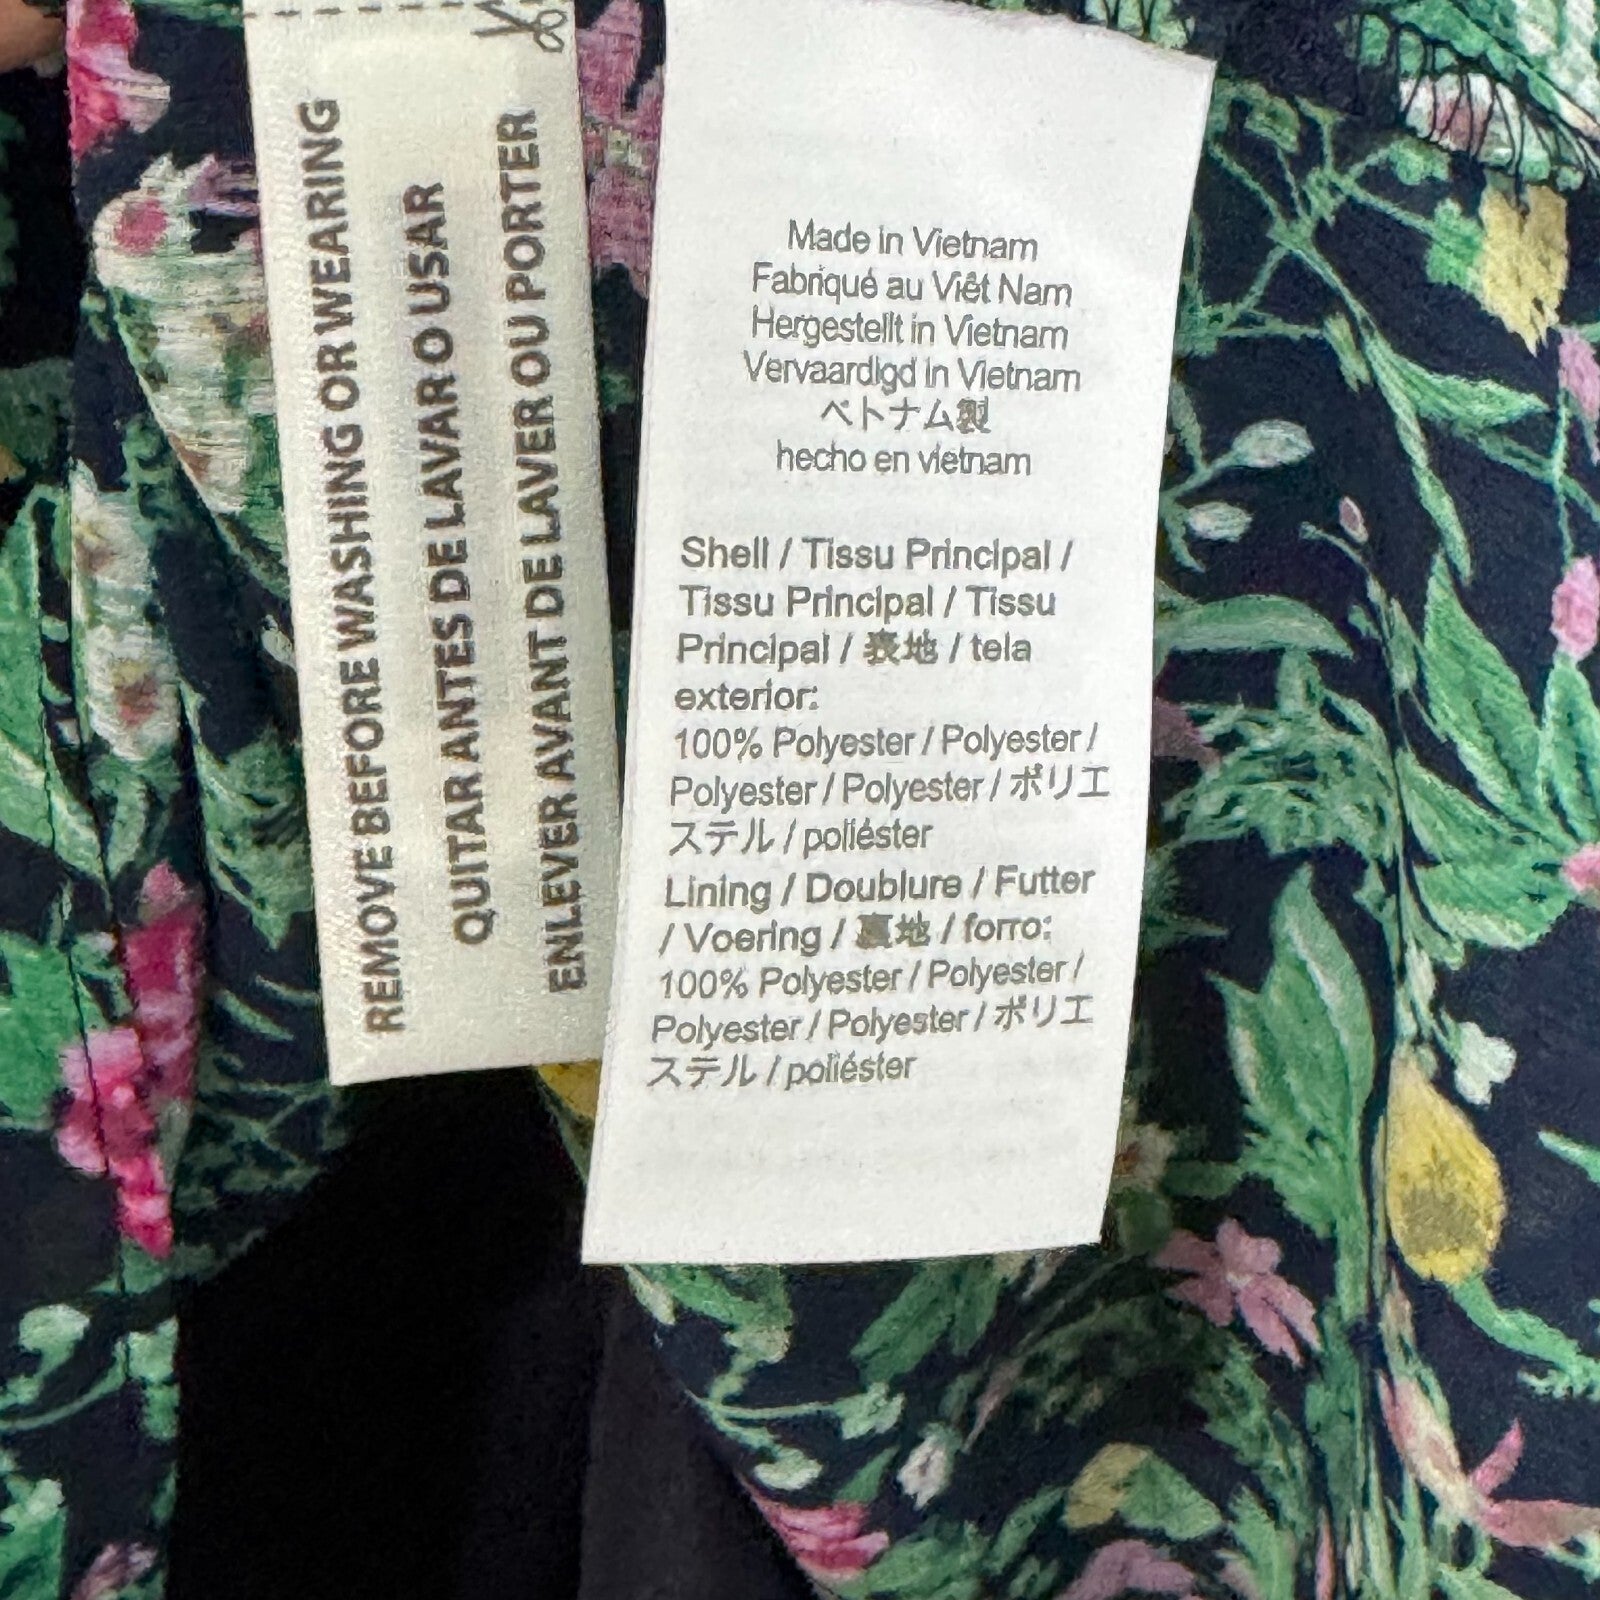 REMOVE BEFORE WASHING OR WEARING
QUITAR ANTES DE LAVAR O USAR
ENLEVER AVANT DE LAVER OU PORTER
Made in Vietnam
Fabriqué au Viêt Nam
Hergestellt in Vietnam
Vervaardigd in Vietnam
ベトナム製
hecho en vietnam
Shell / Tissu Principal /
Tissu Principal / Tissu
Principal / 表地 / tela
exterior:
100% Polyester / Polyester /
Polyester / Polyester / ポリエ
ステル / poliéster
Lining / Doublure / Futter
/ Voering / 裏地 / forro:
100% Polyester / Polyester /
Polyester / Polyester / ポリエ
ステル / poliéster